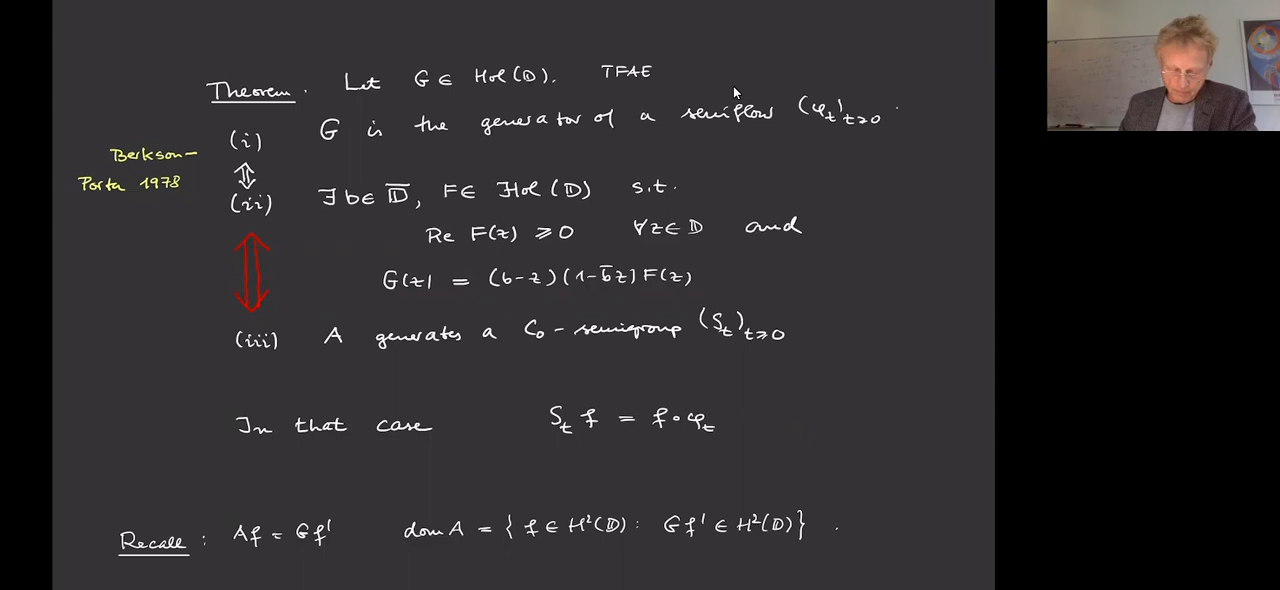 Theorem. Let G ∈ Hol(𝔻). TFAE
(i) G is the generator of a semiflow (φ_t)_{t≥0}.
Berkson-
Porta 1978
⇕
(ii) ∃ b ∈ \overline{𝔻}, F ∈ Hol(𝔻) s.t.
Re F(z) ≥ 0 ∀ z ∈ 𝔻 and
G(z) = (b-z)(1-\overline{b}z) F(z)
⇕
(iii) A generates a C₀-semigroup (S_t)_{t≥0}
In that case S_t f = f∘φ_t
Recall: Af = Gf' dom A = { f ∈ H²(𝔻): Gf' ∈ H²(𝔻)}.